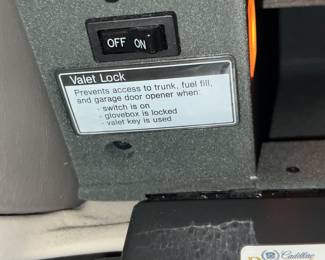 OFF ON
Valet Lock
Prevents access to trunk, fuel fill,
and garage door opener when:
- switch is on
- glovebox is locked
- valet key is used
Cadillac